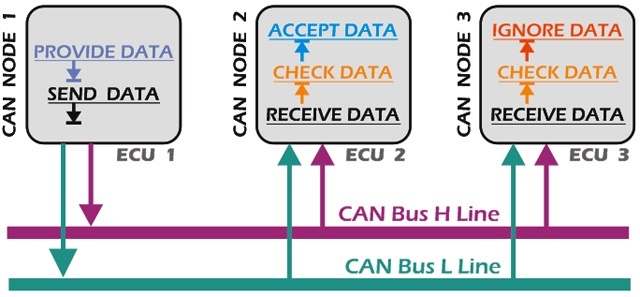 CAN NODE 1
PROVIDE DATA
SEND DATA
ECU 1
CAN NODE 2
ACCEPT DATA
CHECK DATA
RECEIVE DATA
ECU 2
CAN NODE 3
IGNORE DATA
CHECK DATA
RECEIVE DATA
ECU 3
CAN Bus H Line
CAN Bus L Line